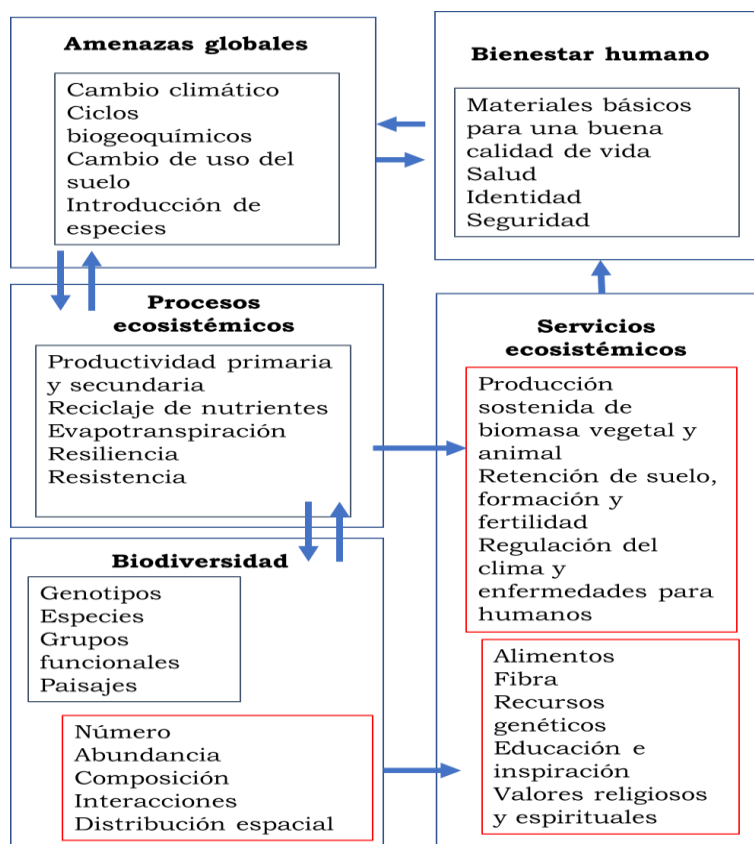 Amenazas globales
Cambio climático
Ciclos
biogeoquímicos
Cambio de uso del
suelo
Introducción de
especies
Bienestar humano
Materiales básicos
para una buena
calidad de vida
Salud
Identidad
Seguridad
Procesos
ecosistémicos
Productividad primaria
y secundaria
Reciclaje de nutrientes
Evapotranspiración
Resiliencia
Resistencia
Servicios
ecosistémicos
Producción
sostenida de
biomasa vegetal y
animal
Retención de suelo,
formación y
fertilidad
Regulación del
clima y
enfermedades para
humanos
Alimentos
Fibra
Recursos
genéticos
Educación e
inspiración
Valores religiosos
y espirituales
Biodiversidad
Genotipos
Especies
Grupos
funcionales
Paisajes
Número
Abundancia
Composición
Interacciones
Distribución espacial